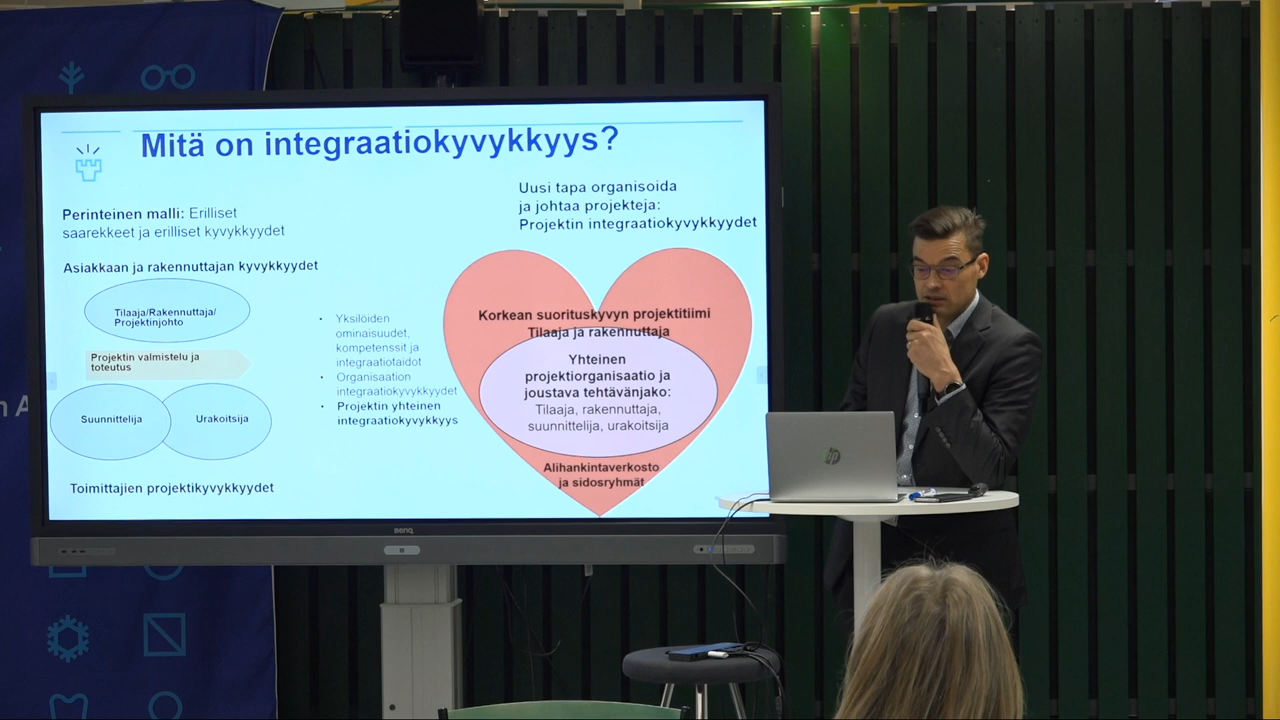 Mitä on integraatiokyvykkyys?
Perinteinen malli: Erilliset
saarekkeet ja erilliset kyvykkyydet
Asiakkaan ja rakennuttajan kyvykkyydet
Tilaaja/Rakennuttaja/
Projektinjohto
Projektin valmistelu ja
toteutus
Suunnittelija
Urakoitsija
Toimittajien projektikyvykkyydet
• Yksilöiden
ominaisuudet,
kompetenssit ja
integraatiotaidot
• Organisaation
integraatiokyvykkyydet
• Projektin yhteinen
integraatiokyvykkyys
Uusi tapa organisoida
ja johtaa projekteja:
Projektin integraatiokyvykkyydet
Korkean suorituskyvyn projektitiimi
Tilaaja ja rakennuttaja
Yhteinen
projektiorganisaatio ja
joustava tehtävänjako:
Tilaaja, rakennuttaja,
suunnittelija, urakoitsija
Alihankintaverkosto
ja sidosryhmät
BenQ
hp